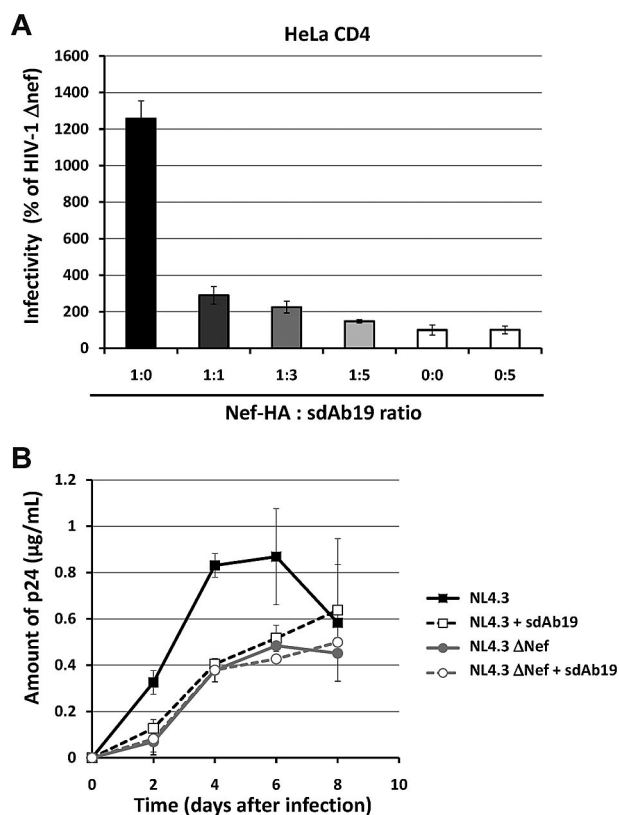 A
HeLa CD4
Infectivity (% of HIV-1 Δnef)
1600
1400
1200
1000
800
600
400
200
0
1:0 1:1 1:3 1:5 0:0 0:5
Nef-HA : sdAb19 ratio
B
Amount of p24 (µg/mL)
1.2
1
0.8
0.6
0.4
0.2
0
0 2 4 6 8 10
Time (days after infection)
NL4.3
NL4.3 + sdAb19
NL4.3 ΔNef
NL4.3 ΔNef + sdAb19